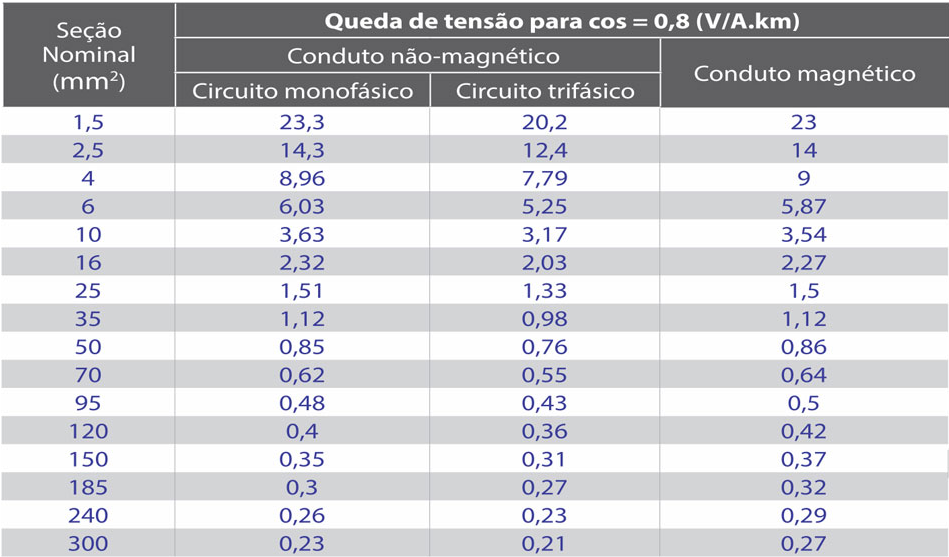 Seção Nominal (mm²)
Queda de tensão para cos = 0,8 (V/A.km)
Conduto não-magnético
Conduto magnético
Circuito monofásico Circuito trifásico
1,5 23,3 20,2 23
2,5 14,3 12,4 14
4 8,96 7,79 9
6 6,03 5,25 5,87
10 3,63 3,17 3,54
16 2,32 2,03 2,27
25 1,51 1,33 1,5
35 1,12 0,98 1,12
50 0,85 0,76 0,86
70 0,62 0,55 0,64
95 0,48 0,43 0,5
120 0,4 0,36 0,42
150 0,35 0,31 0,37
185 0,3 0,27 0,32
240 0,26 0,23 0,29
300 0,23 0,21 0,27